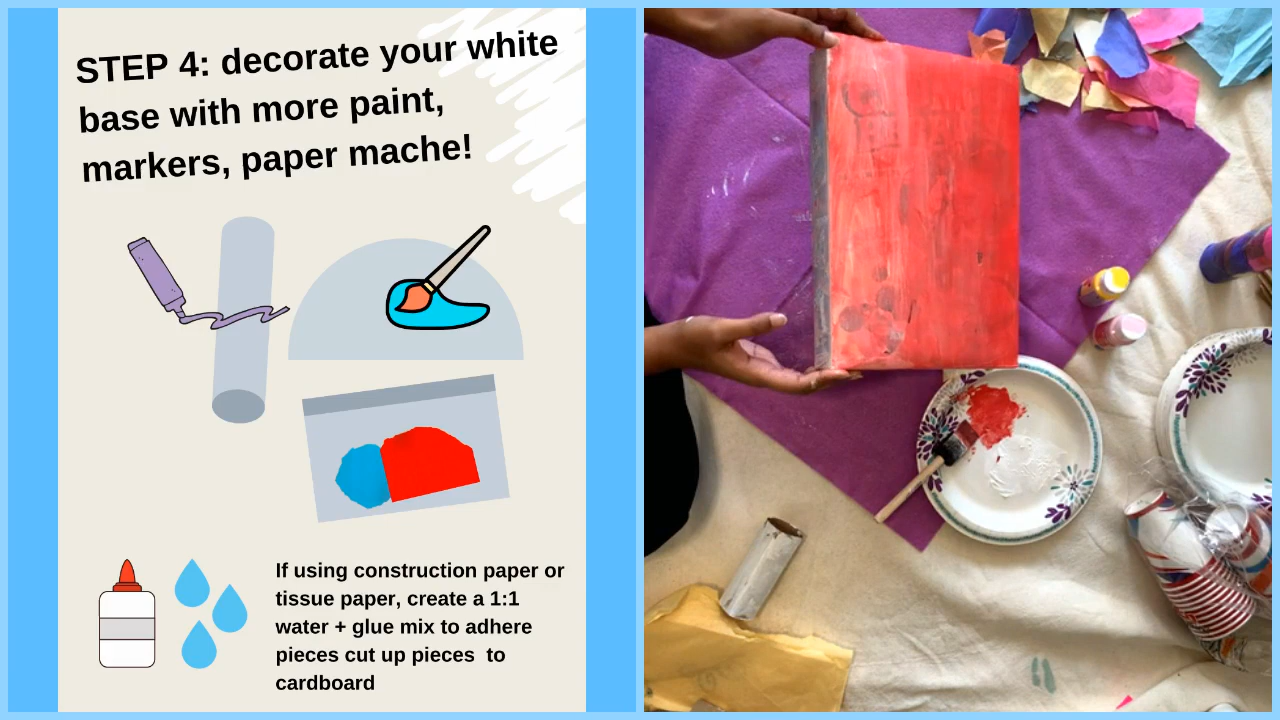 STEP 4: decorate your white
base with more paint,
markers, paper mache!
If using construction paper or
tissue paper, create a 1:1
water + glue mix to adhere
pieces cut up pieces  to
cardboard